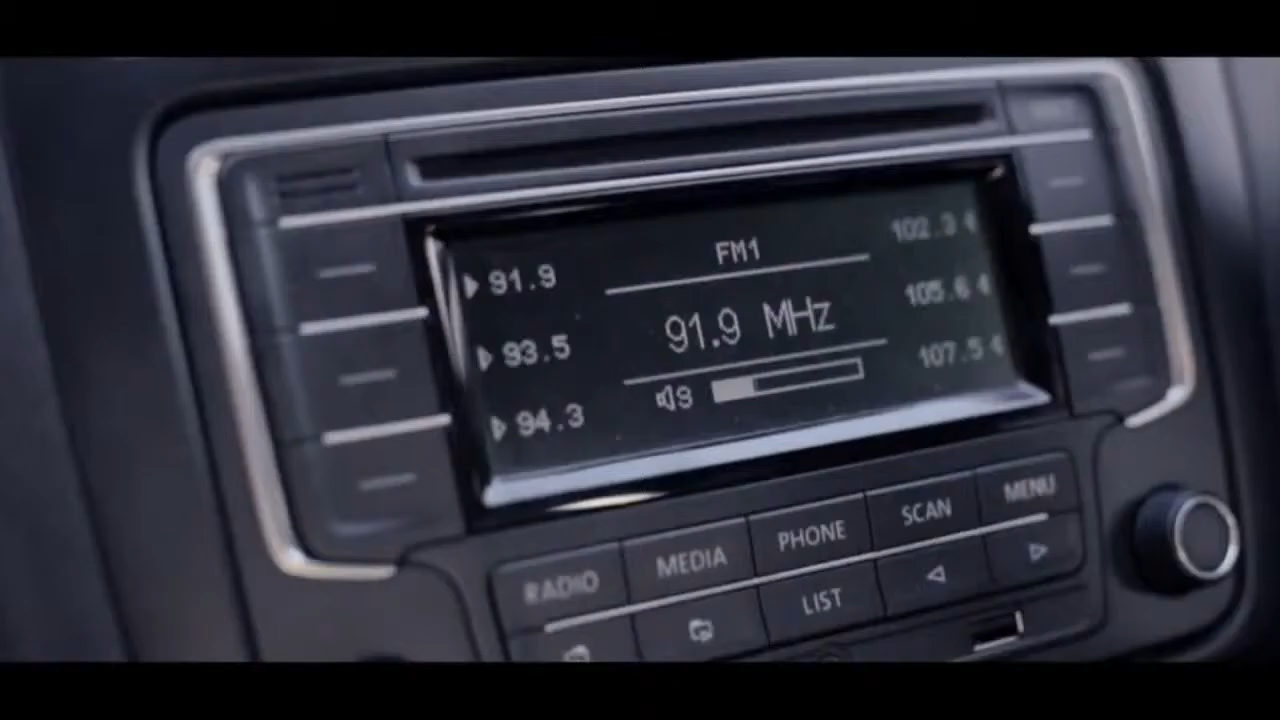 FM1
91.9
91.9 MHz
93.5
94.3
9
102.3
105.6
107.5
RADIO
MEDIA
PHONE
SCAN
MENU
LIST